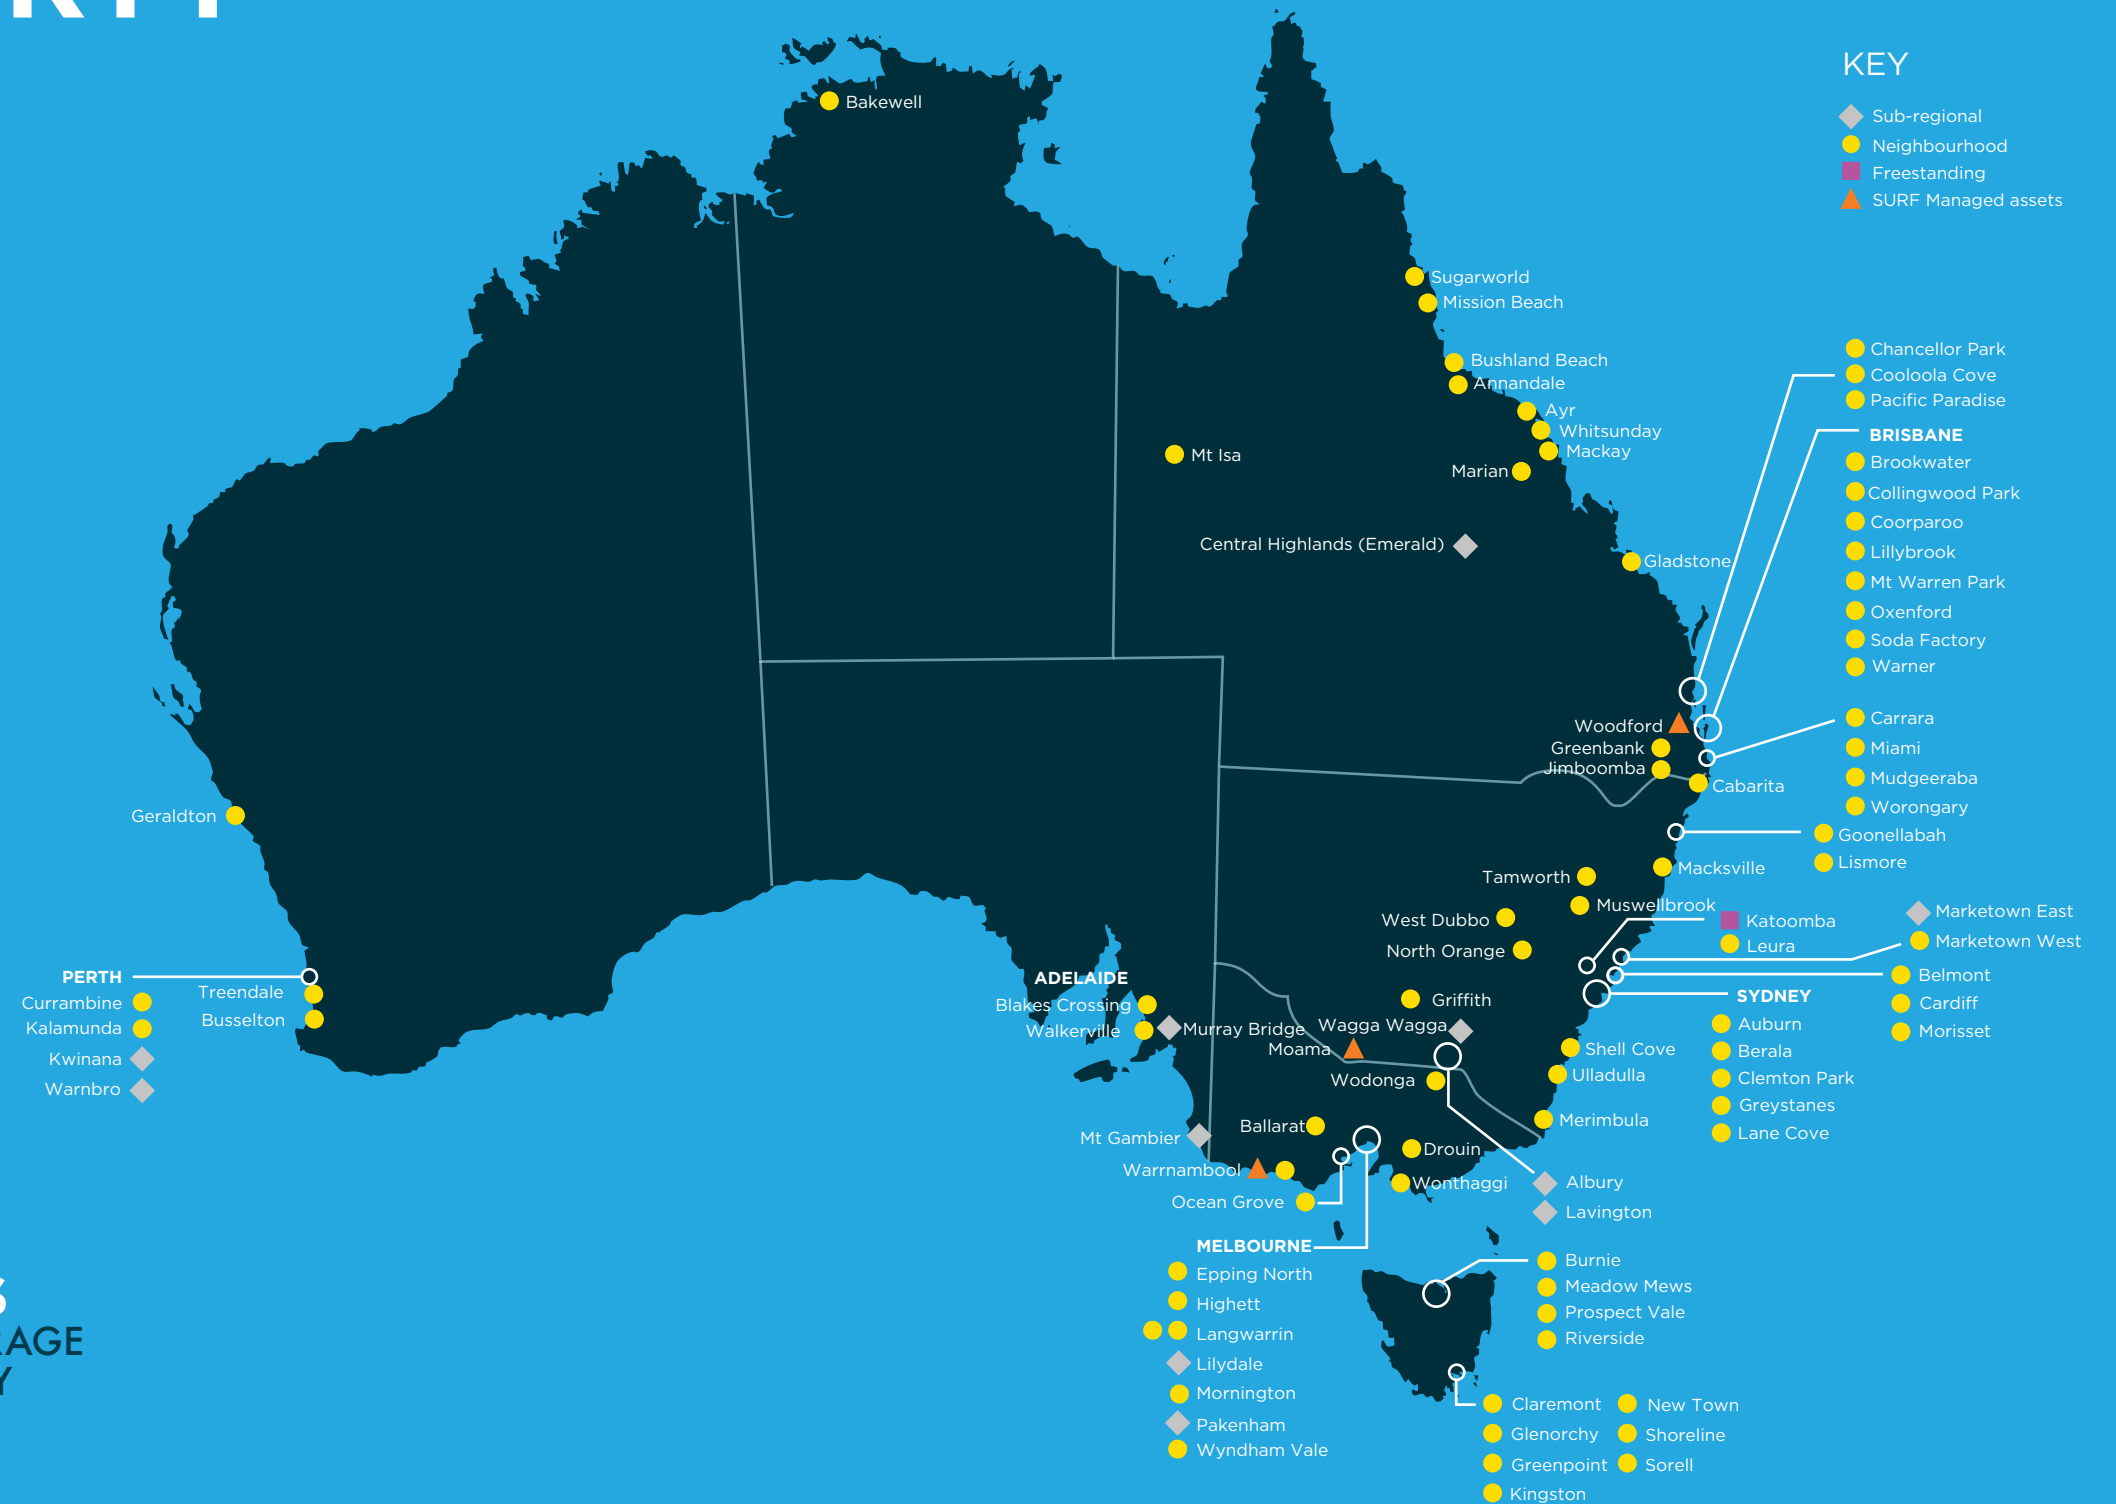 KEY
Sub-regional
Neighbourhood
Freestanding
SURF Managed assets
Bakewell
Sugarworld
Mission Beach
Bushland Beach
Annandale
Ayr
Whitsunday
Mackay
Marian
Mt Isa
Central Highlands (Emerald)
Gladstone
Chancellor Park
Cooloola Cove
Pacific Paradise
BRISBANE
Brookwater
Collingwood Park
Coorparoo
Lillybrook
Mt Warren Park
Oxenford
Soda Factory
Warner
Woodford
Greenbank
Jimboomba
Cabarita
Carrara
Miami
Mudgeeraba
Worongary
Goonellabah
Lismore
Macksville
Tamworth
Muswellbrook
West Dubbo
North Orange
Katoomba
Leura
Marketown East
Marketown West
Belmont
Cardiff
Morisset
SYDNEY
Auburn
Berala
Clemton Park
Greystanes
Lane Cove
Geraldton
PERTH
Currambine
Kalamunda
Kwinana
Warnbro
Treendale
Busselton
ADELAIDE
Blakes Crossing
Walkerville
Murray Bridge
Griffith
Wagga Wagga
Moama
Wodonga
Shell Cove
Ulladulla
Merimbula
Mt Gambier
Ballarat
Warrnambool
Ocean Grove
Drouin
Wonthaggi
Albury
Lavington
MELBOURNE
Epping North
Highett
Langwarrin
Lilydale
Mornington
Pakenham
Wyndham Vale
Burnie
Meadow Mews
Prospect Vale
Riverside
Claremont
Glenorchy
Greenpoint
Kingston
New Town
Shoreline
Sorell
RAGE
Y